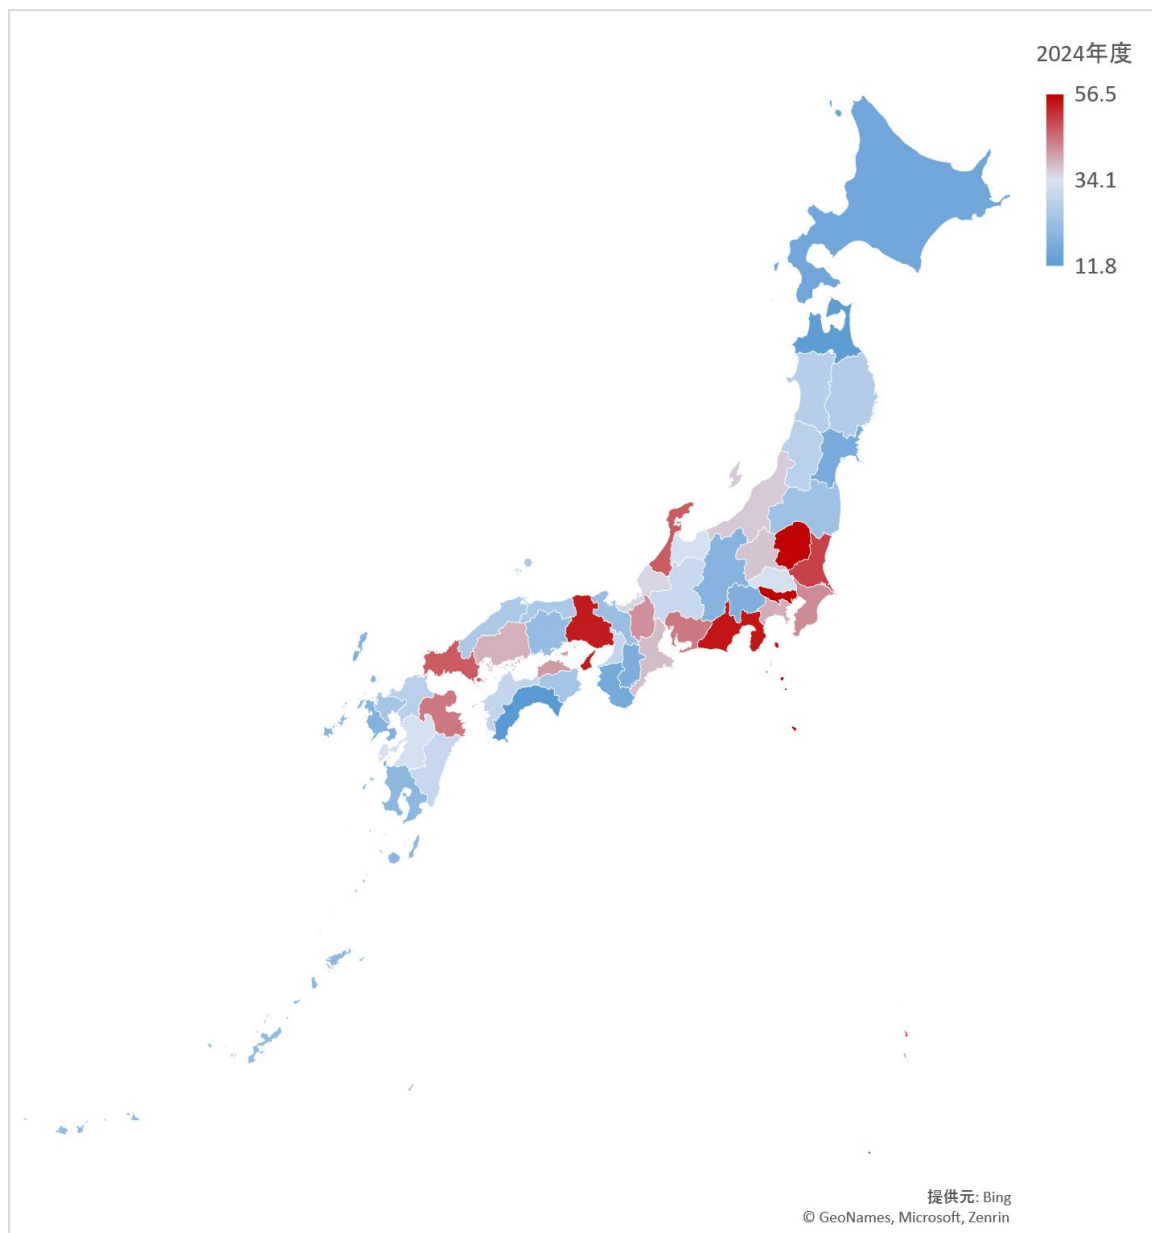 2024年度
56.5
34.1
11.8
提供元: Bing
© GeoNames, Microsoft, Zenrin